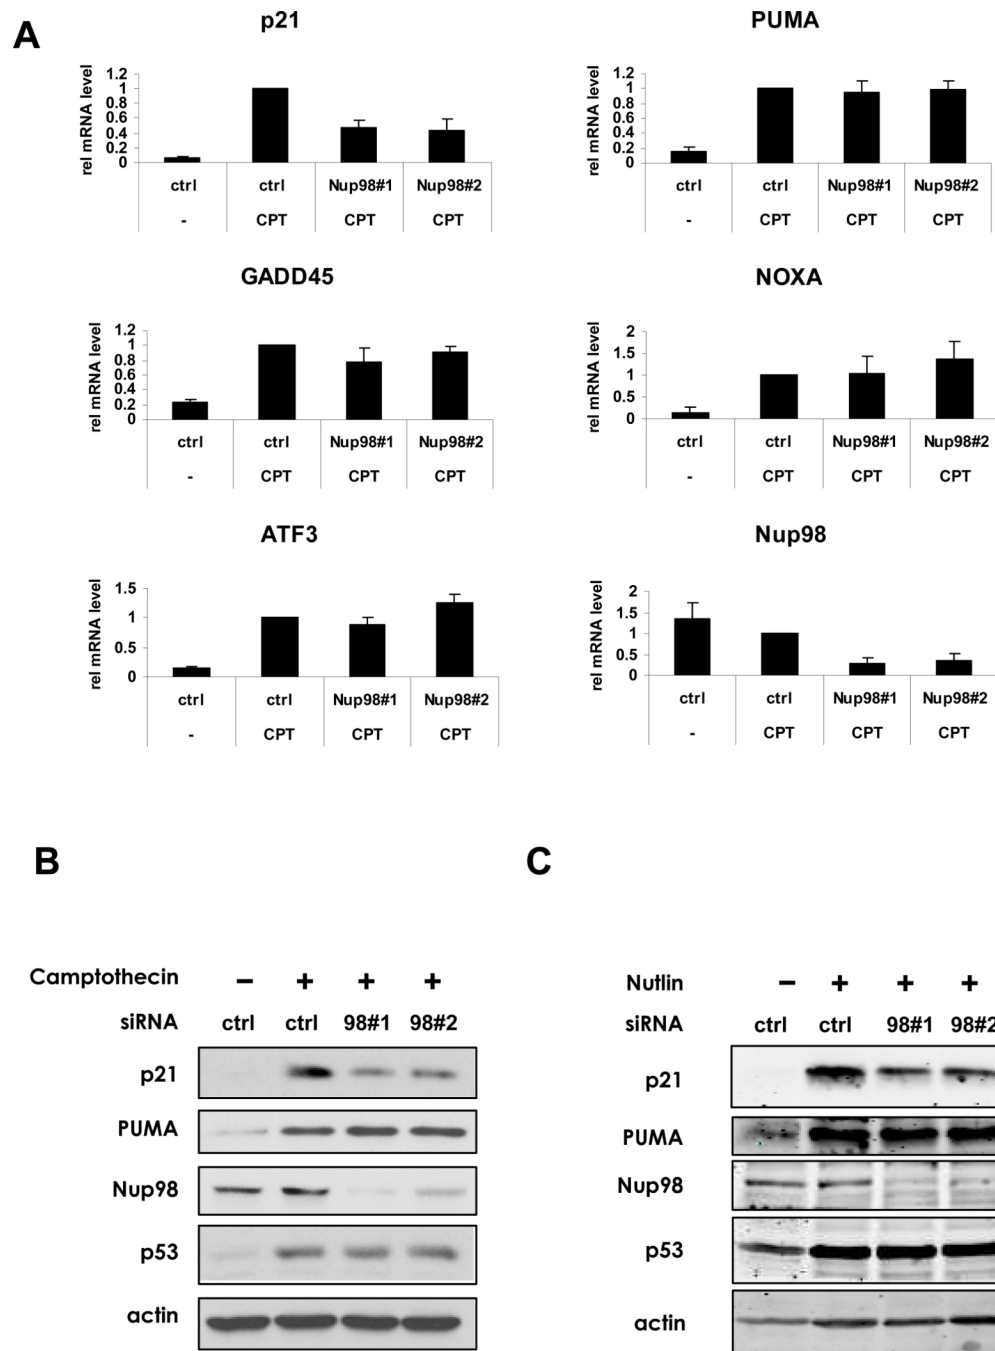 A
p21
rel mRNA level
1.2
1
0.8
0.6
0.4
0.2
0
ctrl ctrl Nup98#1 Nup98#2
- CPT CPT CPT
PUMA
rel mRNA level
1.2
1
0.8
0.6
0.4
0.2
0
ctrl ctrl Nup98#1 Nup98#2
- CPT CPT CPT
GADD45
rel mRNA level
1.2
1
0.8
0.6
0.4
0.2
0
ctrl ctrl Nup98#1 Nup98#2
- CPT CPT CPT
NOXA
rel mRNA level
2
1.5
1
0.5
0
ctrl ctrl Nup98#1 Nup98#2
- CPT CPT CPT
ATF3
rel mRNA level
1.5
1
0.5
0
ctrl ctrl Nup98#1 Nup98#2
- CPT CPT CPT
Nup98
rel mRNA level
2
1.5
1
0.5
0
ctrl ctrl Nup98#1 Nup98#2
- CPT CPT CPT
B
Camptothecin − + + +
siRNA ctrl ctrl 98#1 98#2
p21
PUMA
Nup98
p53
actin
C
Nutlin − + + +
siRNA ctrl ctrl 98#1 98#2
p21
PUMA
Nup98
p53
actin